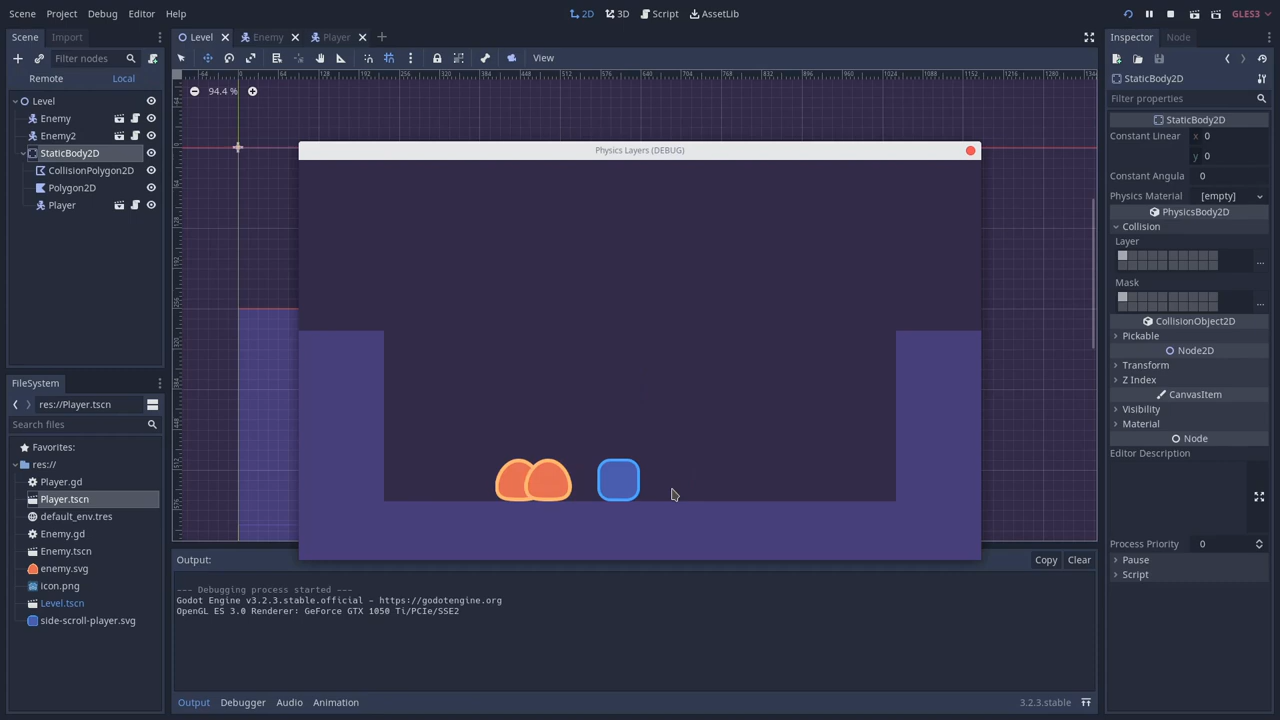 Scene Project Debug Editor Help
2D 3D Script AssetLib
GLES3
Scene Import
Filter nodes
Remote Local
Level
Enemy
Enemy2
StaticBody2D
CollisionPolygon2D
Polygon2D
Player
FileSystem
res://Player.tscn
Search files
Favorites:
res://
Player.gd
Player.tscn
default_env.tres
Enemy.gd
Enemy.tscn
enemy.svg
icon.png
Level.tscn
side-scroll-player.svg
Level Enemy Player
View
94.4 %
Physics Layers (DEBUG)
Output: Copy Clear
--- Debugging process started ---
Godot Engine v3.2.3.stable.official - https://godotengine.org
OpenGL ES 3.0 Renderer: GeForce GTX 1050 Ti/PCIe/SSE2
Output Debugger Audio Animation 3.2.3.stable
Inspector Node
StaticBody2D
Filter properties
StaticBody2D
Constant Linear x 0
y 0
Constant Angula 0
Physics Material [empty]
PhysicsBody2D
Collision
Layer
Mask
CollisionObject2D
Pickable
Node2D
Transform
Z Index
CanvasItem
Visibility
Material
Node
Editor Description
Process Priority 0
Pause
Script